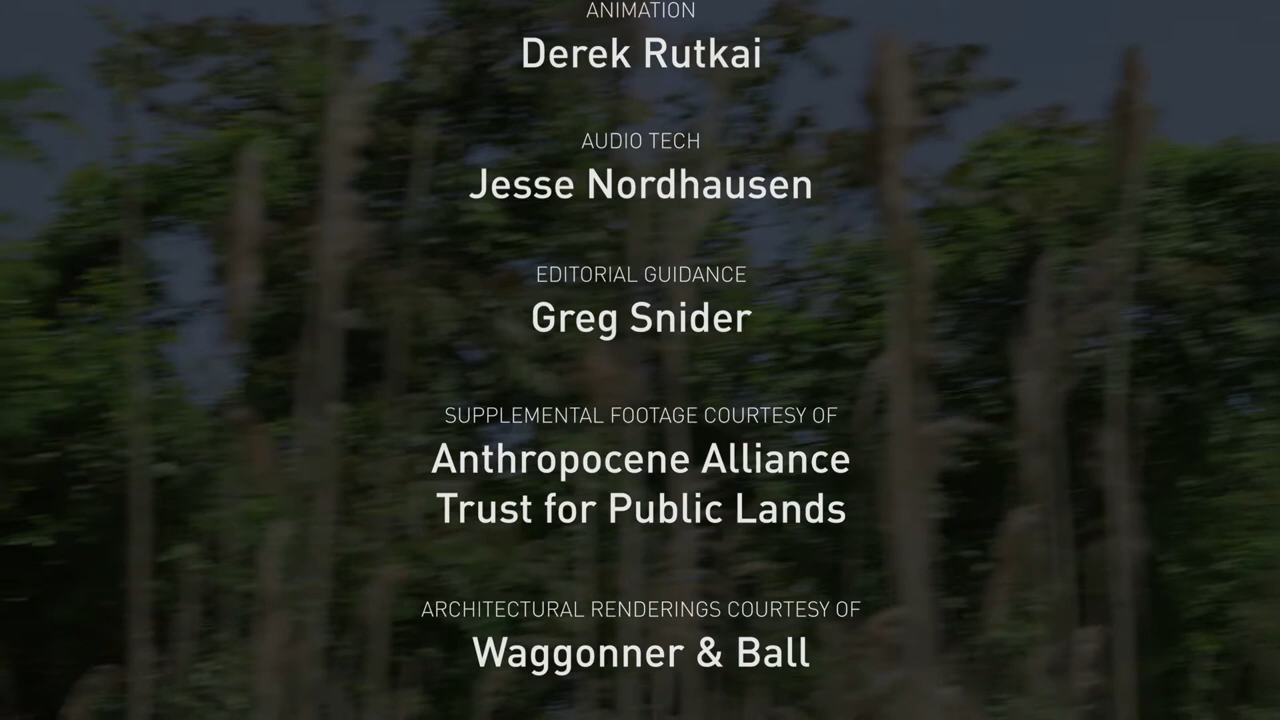 ANIMATION
Derek Rutkai
AUDIO TECH
Jesse Nordhausen
EDITORIAL GUIDANCE
Greg Snider
SUPPLEMENTAL FOOTAGE COURTESY OF
Anthropocene Alliance
Trust for Public Lands
ARCHITECTURAL RENDERINGS COURTESY OF
Waggonner & Ball